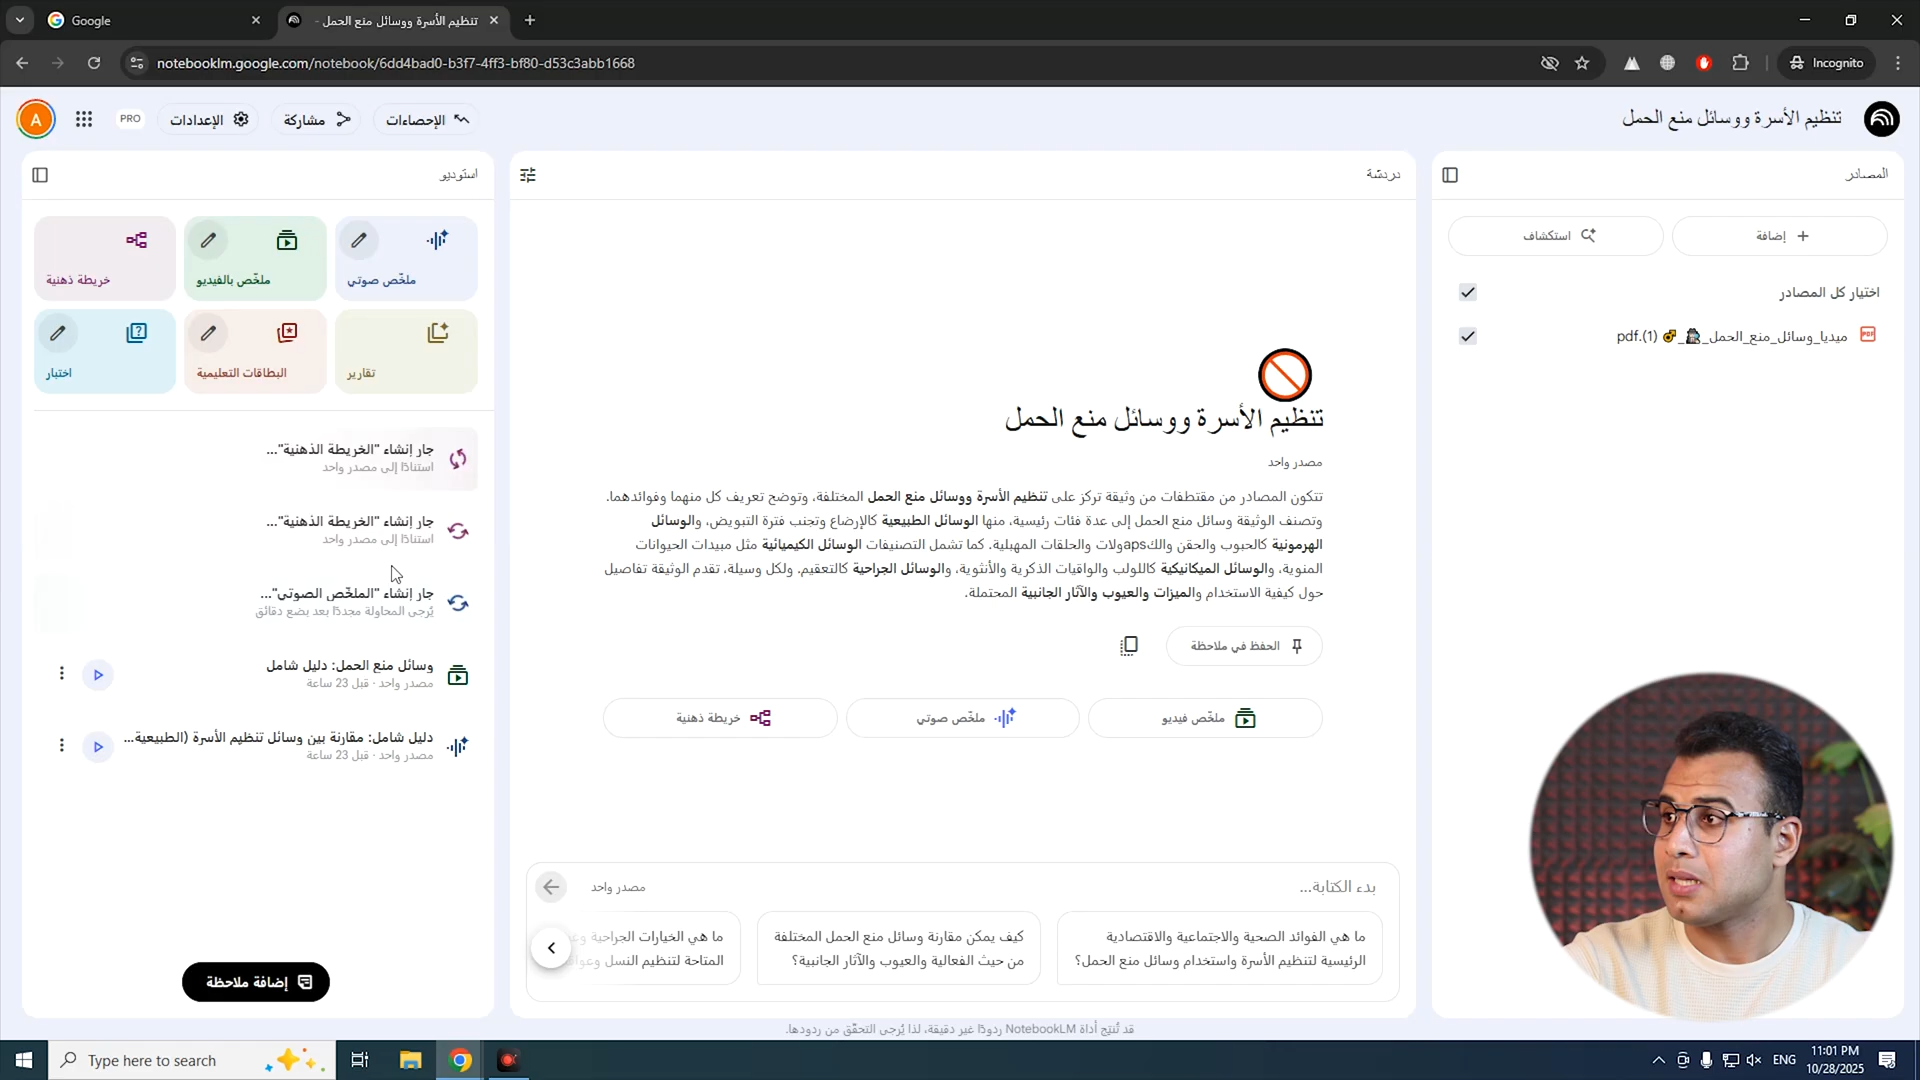 Google
تنظيم الأسرة ووسائل منع الحمل -
notebooklm.google.com/notebook/6dd4bad0-b3f7-4ff3-bf80-d53c3abb1668
Incognito
تنظيم الأسرة ووسائل منع الحمل
الإحصاءات
مشاركة
الإعدادات
PRO
A
المصادر
إضافة
استكشاف
اختيار كل المصادر
PDF
ميديا_وسائل_منع_الحمل_🕵️_♂️ (1).pdf
دردشة
تنظيم الأسرة ووسائل منع الحمل
مصدر واحد
تتكون المصادر من مقتطفات من وثيقة تركز على تنظيم الأسرة ووسائل منع الحمل المختلفة، وتوضح تعريف كل منهما وفوائدهما.
وتصنف الوثيقة وسائل منع الحمل إلى عدة فئات رئيسية، منها الوسائل الطبيعية كالإرضاع وتجنب فترة التبويض، والوسائل
الهرمونية كالحبوب والحقن والكapsولات والحلقات المهبلية. كما تشمل التصنيفات الوسائل الكيميائية مثل مبيدات الحيوانات
المنوية، والوسائل الميكانيكية كاللولب والواقيات الذكرية والأنثوية، والوسائل الجراحية كالتعقيم. ولكل وسيلة، تقدم الوثيقة تفاصيل
حول كيفية الاستخدام والميزات والعيوب والآثار الجانبية المحتملة.
الحفظ في ملاحظة
ملخّص فيديو
ملخّص صوتي
خريطة ذهنية
بدء الكتابة...
مصدر واحد
ما هي الفوائد الصحية والاجتماعية والاقتصادية
الرئيسية لتنظيم الأسرة واستخدام وسائل منع الحمل؟
كيف يمكن مقارنة وسائل منع الحمل المختلفة
من حيث الفعالية والعيوب والآثار الجانبية؟
ما هي الخيارات الجراحية
المتاحة لتنظيم النسل
قد تُنتِج أداة NotebookLM ردودًا غير دقيقة، لذا يُرجى التحقّق من ردودها.
استوديو
ملخّص صوتي
ملخّص بالفيديو
خريطة ذهنية
تقارير
البطاقات التعليمية
اختبار
جارٍ إنشاء "الخريطة الذهنية"...
استنادًا إلى مصدر واحد
جارٍ إنشاء "الخريطة الذهنية"...
استنادًا إلى مصدر واحد
جارٍ إنشاء "الملخّص الصوتي"...
يُرجى المحاولة مجددًا بعد بضع دقائق
وسائل منع الحمل: دليل شامل
مصدر واحد · قبل 23 ساعة
دليل شامل: مقارنة بين وسائل تنظيم الأسرة (الطبيعية...
مصدر واحد · قبل 23 ساعة
إضافة ملاحظة
Type here to search
ENG
11:01 PM
10/28/2025